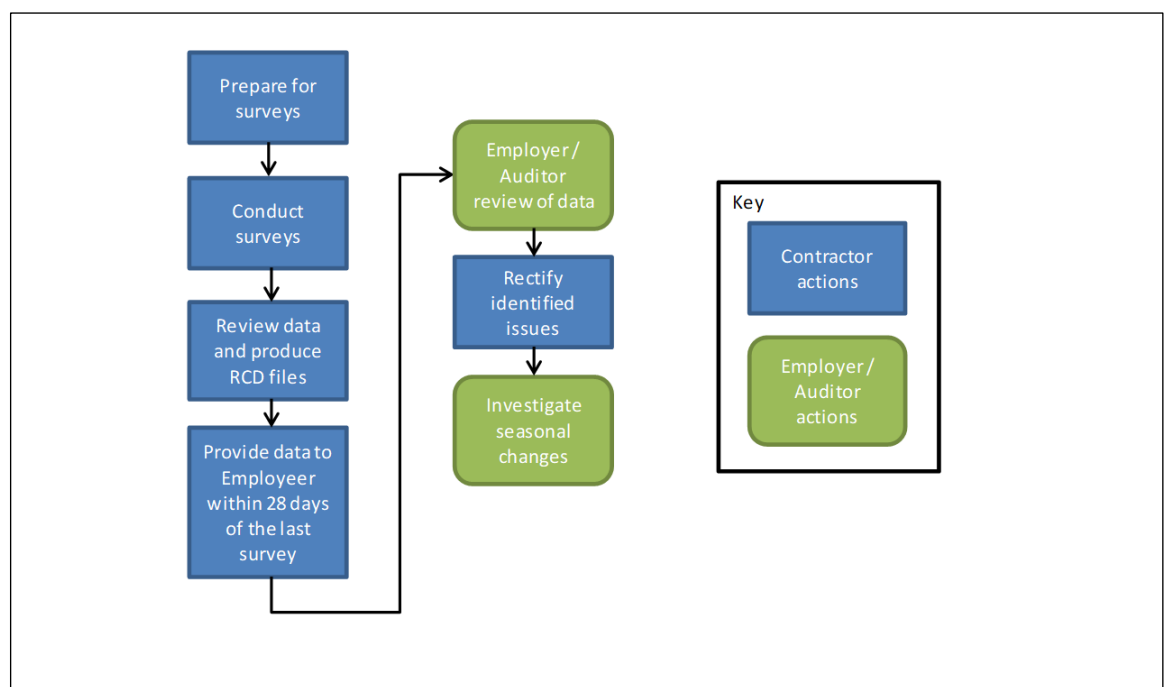 Prepare for
surveys
Conduct
surveys
Review data
and produce
RCD files
Provide data to
Employeer
within 28 days
of the last
survey
Employer /
Auditor
review of data
Rectify
identified
issues
Investigate
seasonal
changes
Key
Contractor
actions
Employer /
Auditor
actions